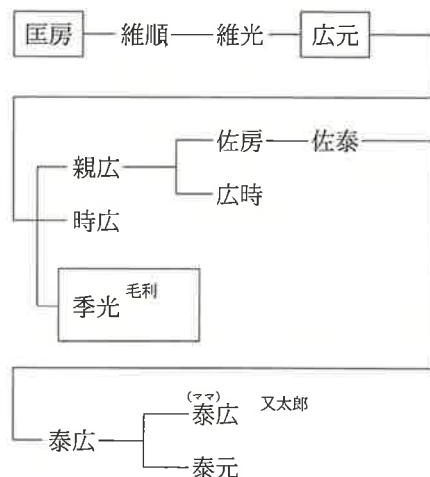 匡房 維順 維光 広元
佐房 佐泰
親広
広時
時広
季光 毛利
(ママ)
泰広 又太郎
泰広
泰元